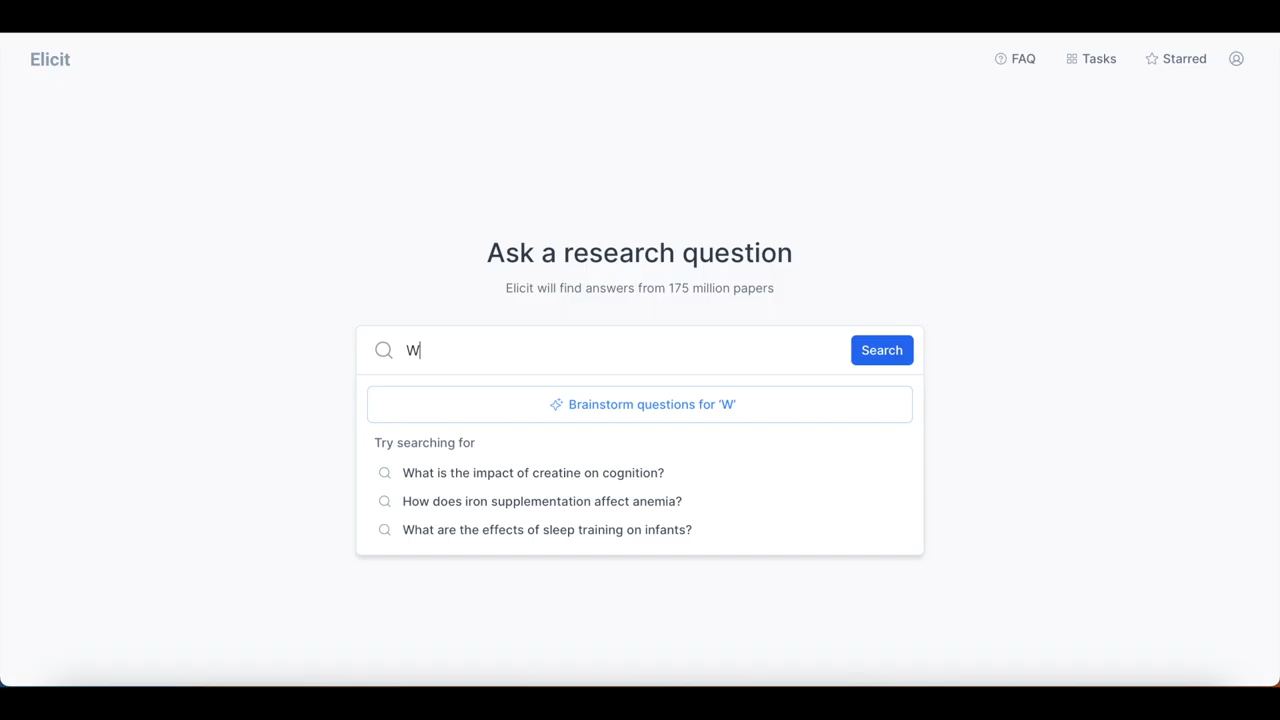 Elicit
FAQ
Tasks
Starred
Ask a research question
Elicit will find answers from 175 million papers
W
Search
Brainstorm questions for ‘W’
Try searching for
What is the impact of creatine on cognition?
How does iron supplementation affect anemia?
What are the effects of sleep training on infants?